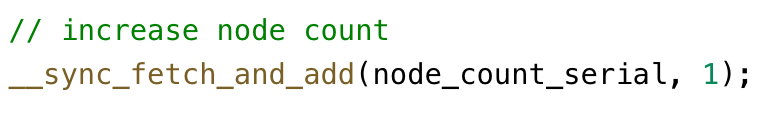 // increase node count
__sync_fetch_and_add(node_count_serial, 1);